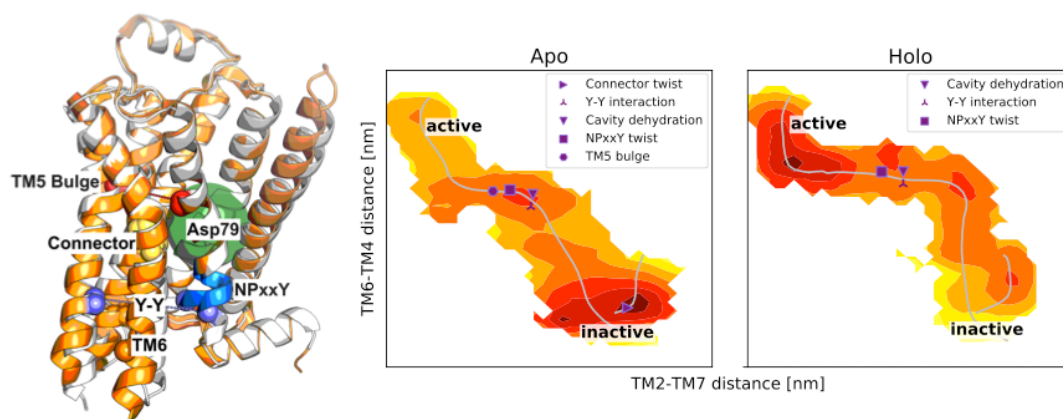 TM5 Bulge
Asp79
Connector
NPxxY
Y-Y
TM6
Apo
Connector twist
Y-Y interaction
Cavity dehydration
NPxxY twist
TM5 bulge
active
inactive
Holo
Cavity dehydration
Y-Y interaction
NPxxY twist
active
inactive
TM6-TM4 distance [nm]
TM2-TM7 distance [nm]